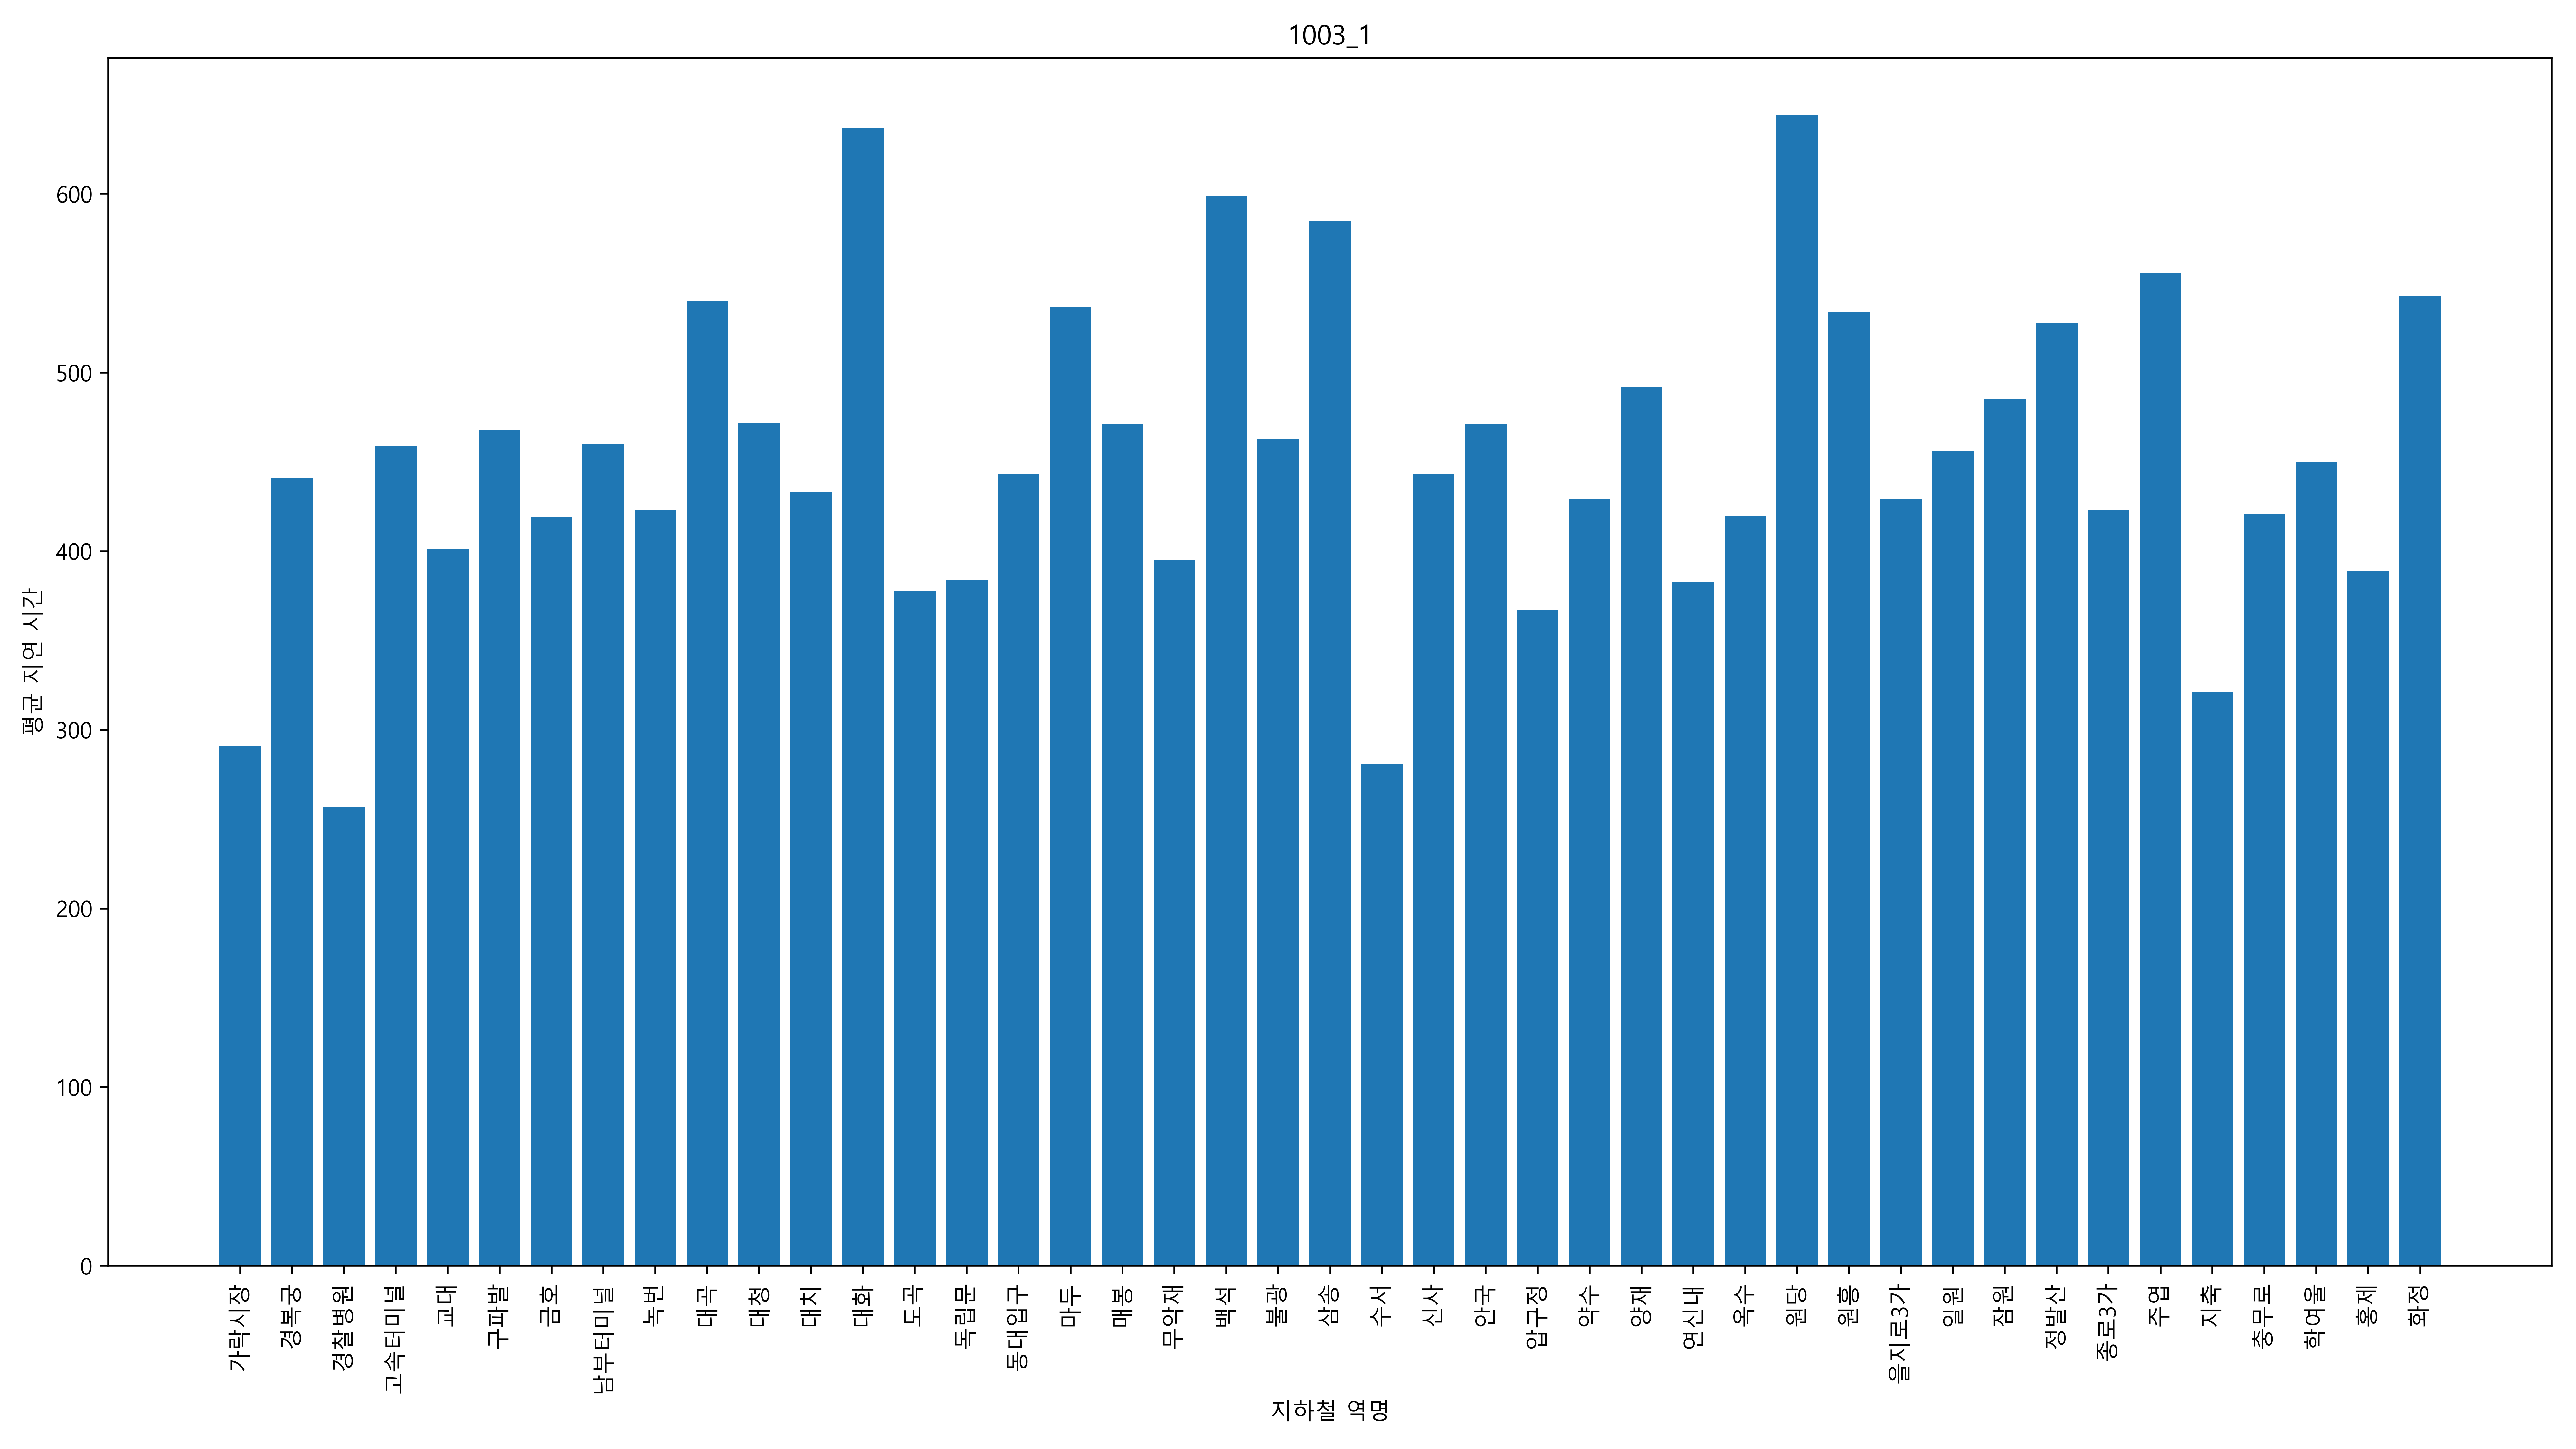 1003_1
평균 지연 시간
600
500
400
300
200
100
0
가락시장
경복궁
경찰병원
고속터미널
교대
구파발
금호
남부터미널
녹번
대곡
대청
대치
대화
도곡
독립문
동대입구
마두
매봉
무악재
백석
불광
삼송
수서
신사
안국
압구정
약수
양재
연신내
옥수
원당
원흥
을지로3가
일원
잠원
정발산
종로3가
주엽
지축
충무로
학여울
홍제
화정
지하철 역명